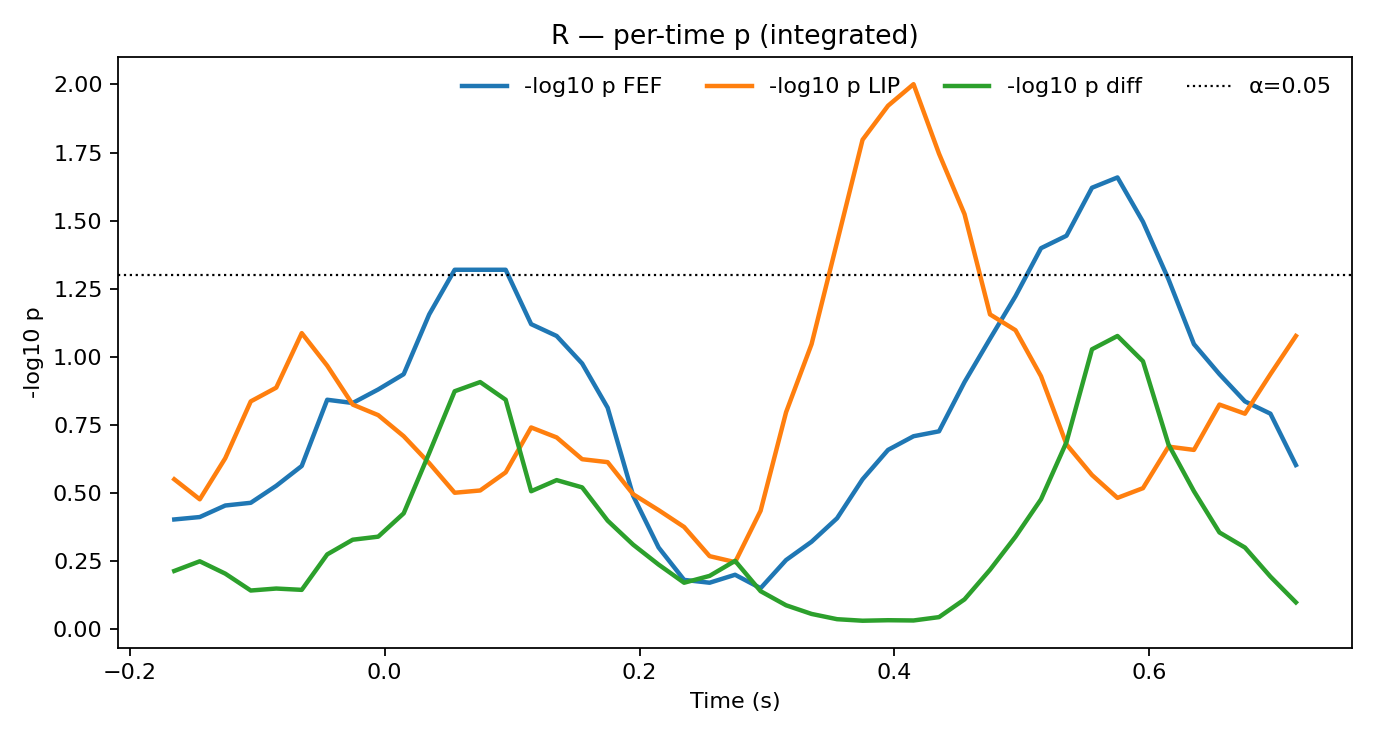 R — per-time p (integrated)
-log10 p FEF
-log10 p LIP
-log10 p diff
α=0.05
2.00
1.75
1.50
1.25
1.00
0.75
0.50
0.25
0.00
-log10 p
−0.2
0.0
0.2
0.4
0.6
Time (s)